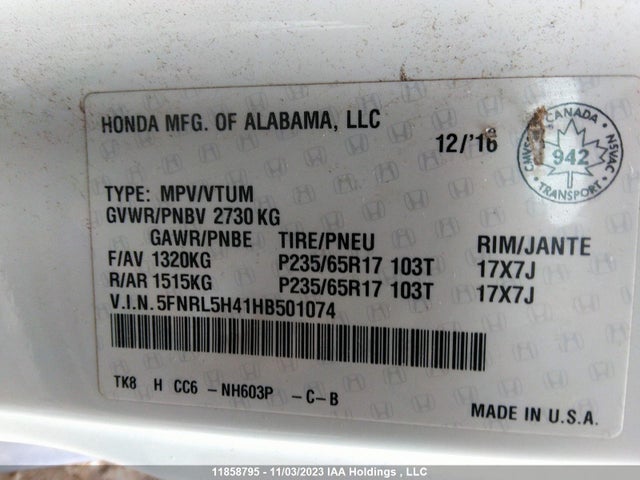 HONDA MFG. OF ALABAMA, LLC
12/'16
CANADA
CMVSS
942
NSVAC
TRANSPORT
TYPE: MPV/VTUM
GVWR/PNBV 2730 KG
GAWR/PNBE TIRE/PNEU RIM/JANTE
F/AV 1320KG P235/65R17 103T 17X7J
R/AR 1515KG P235/65R17 103T 17X7J
V.I.N.5FNRL5H41HB501074
TK8 H CC6 -NH603P -C-B
MADE IN U.S.A.
11858795 - 11/03/2023 IAA Holdings , LLC